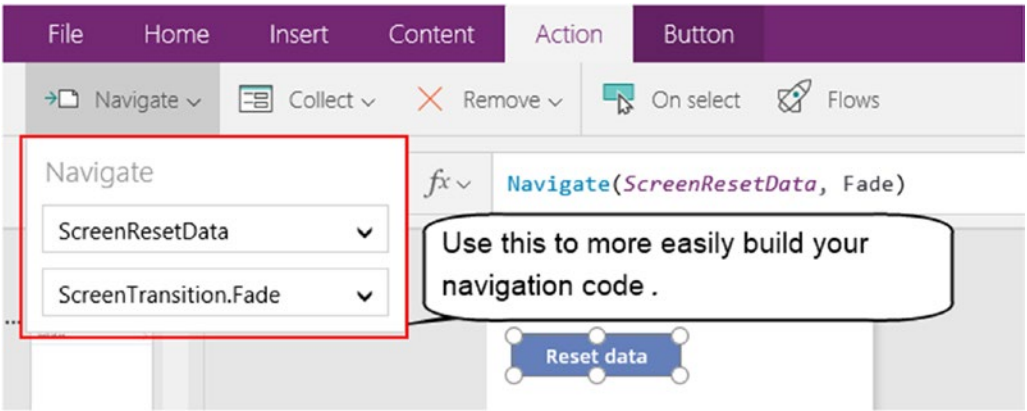 File Home Insert Content Action Button
Navigate Collect Remove On select Flows
Navigate
fx Navigate(ScreenResetData, Fade)
ScreenResetData
ScreenTransition.Fade
Use this to more easily build your
navigation code .
Reset data